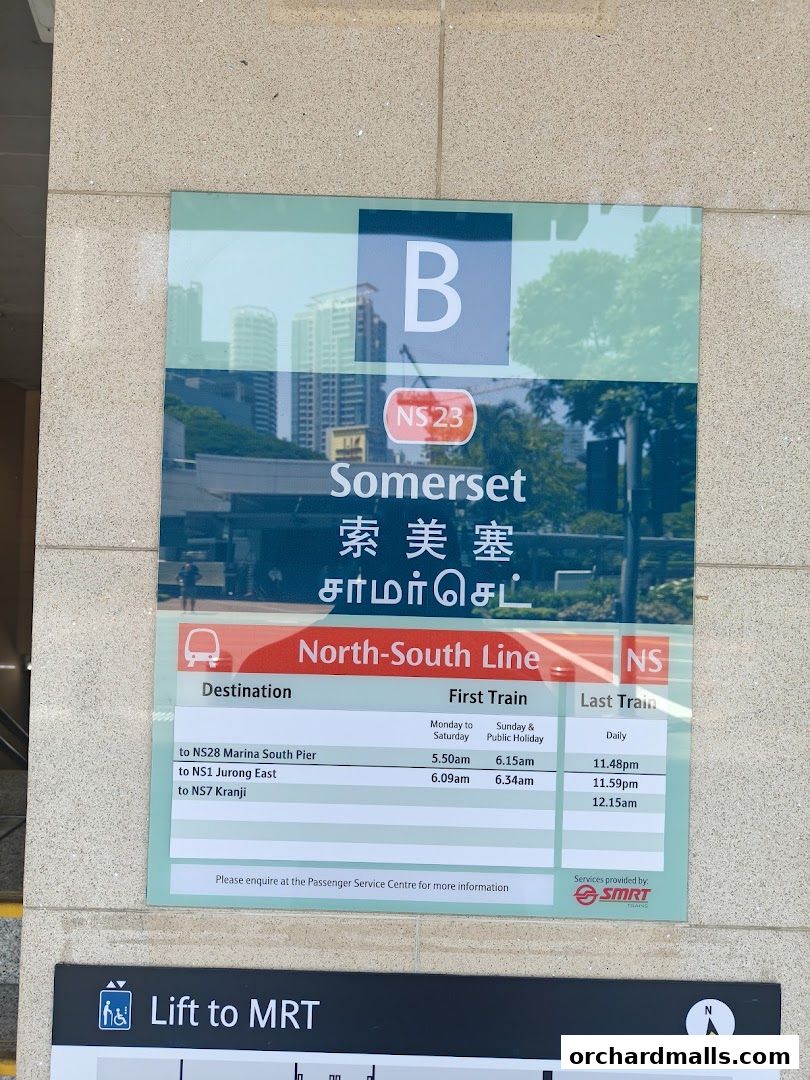 B
NS23
Somerset
索美塞
சாமர்செட்
North-South Line NS
Destination First Train Last Train
Monday to Saturday Sunday & Public Holiday Daily
to NS28 Marina South Pier 5.50am 6.15am 11.48pm
to NS1 Jurong East 6.09am 6.34am 11.59pm
to NS7 Kranji 12.15am
Please enquire at the Passenger Service Centre for more information
Services provided by:
SMRT
TRAINS
Lift to MRT
N
orchardmalls.com